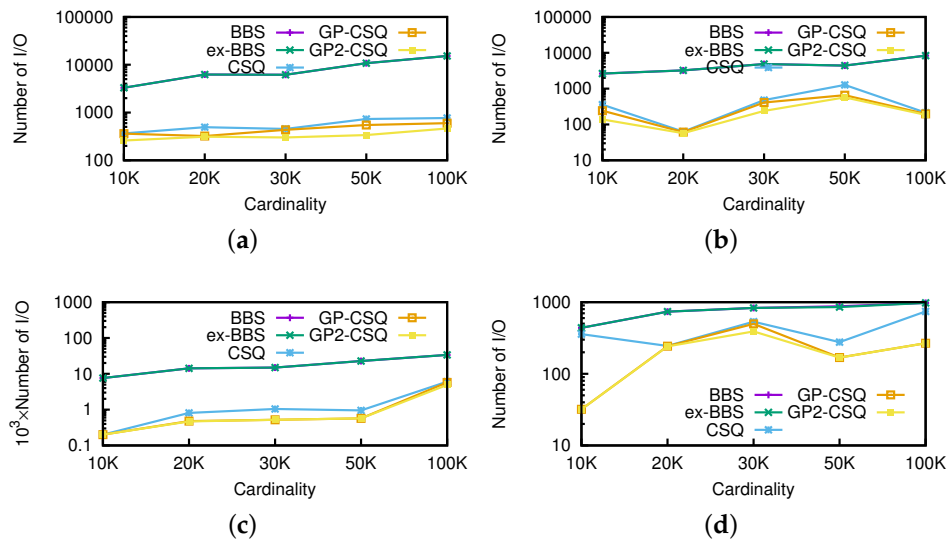 Number of I/O
100000
10000
1000
100
BBS
GP-CSQ
ex-BBS
GP2-CSQ
CSQ
10K 20K 30K 50K 100K
Cardinality
(a)
Number of I/O
100000
10000
1000
100
10
BBS
GP-CSQ
ex-BBS
GP2-CSQ
CSQ
10K 20K 30K 50K 100K
Cardinality
(b)
10³×Number of I/O
1000
100
10
1
0.1
BBS
GP-CSQ
ex-BBS
GP2-CSQ
CSQ
10K 20K 30K 50K 100K
Cardinality
(c)
Number of I/O
1000
100
10
BBS
GP-CSQ
ex-BBS
GP2-CSQ
CSQ
10K 20K 30K 50K 100K
Cardinality
(d)